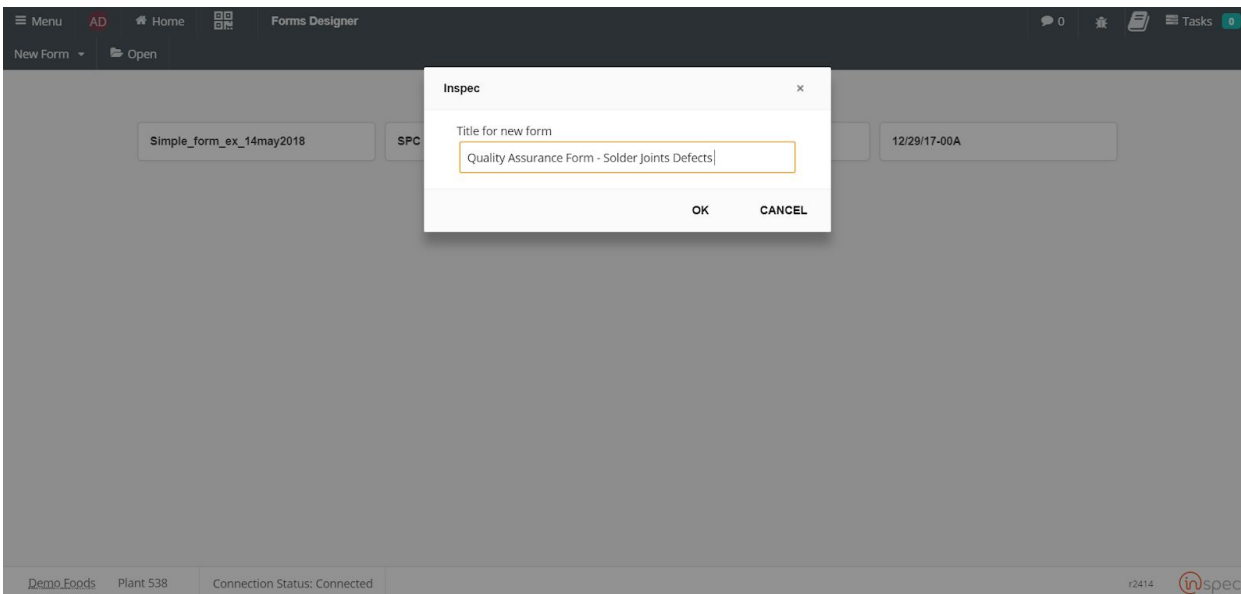 Menu AD Home Forms Designer 0 Tasks 0
New Form Open
Inspec ×
Title for new form
Quality Assurance Form - Solder Joints Defects
OK CANCEL
Simple_form_ex_14may2018 SPC 12/29/17-00A
Demo Foods Plant 538 Connection Status: Connected r2414 inspec